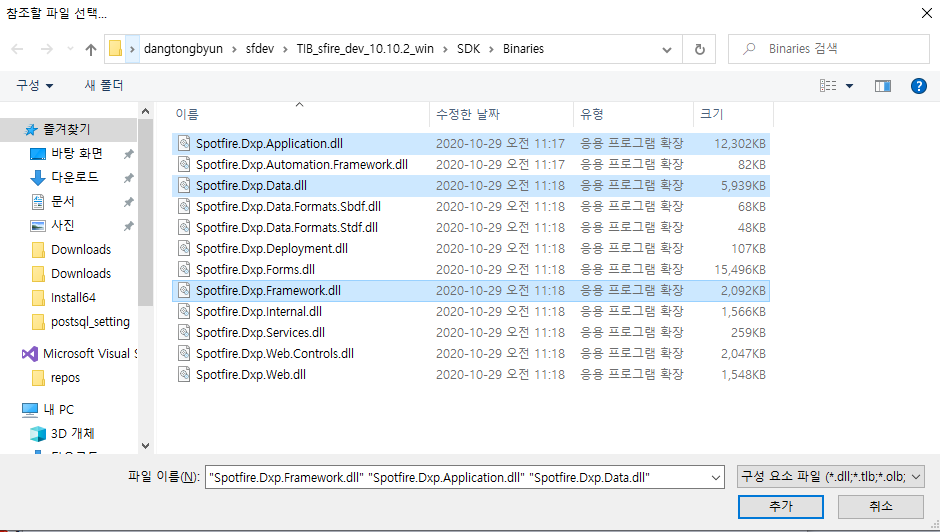 참조할 파일 선택...
dangtongbyun > sfdev > TIB_sfire_dev_10.10.2_win > SDK > Binaries
Binaries 검색
구성
새 폴더
즐겨찾기
바탕 화면
다운로드
문서
사진
Downloads
Downloads
Install64
postsql_setting
Microsoft Visual S
repos
내 PC
3D 개체
이름 수정한 날짜 유형 크기
Spotfire.Dxp.Application.dll 2020-10-29 오전 11:17 응용 프로그램 확장 12,302KB
Spotfire.Dxp.Automation.Framework.dll 2020-10-29 오전 11:17 응용 프로그램 확장 82KB
Spotfire.Dxp.Data.dll 2020-10-29 오전 11:18 응용 프로그램 확장 5,939KB
Spotfire.Dxp.Data.Formats.Sbdf.dll 2020-10-29 오전 11:18 응용 프로그램 확장 68KB
Spotfire.Dxp.Data.Formats.Stdf.dll 2020-10-29 오전 11:18 응용 프로그램 확장 48KB
Spotfire.Dxp.Deployment.dll 2020-10-29 오전 11:18 응용 프로그램 확장 107KB
Spotfire.Dxp.Forms.dll 2020-10-29 오전 11:18 응용 프로그램 확장 15,496KB
Spotfire.Dxp.Framework.dll 2020-10-29 오전 11:18 응용 프로그램 확장 2,092KB
Spotfire.Dxp.Internal.dll 2020-10-29 오전 11:18 응용 프로그램 확장 1,566KB
Spotfire.Dxp.Services.dll 2020-10-29 오전 11:18 응용 프로그램 확장 259KB
Spotfire.Dxp.Web.Controls.dll 2020-10-29 오전 11:18 응용 프로그램 확장 2,047KB
Spotfire.Dxp.Web.dll 2020-10-29 오전 11:18 응용 프로그램 확장 1,548KB
파일 이름(N): "Spotfire.Dxp.Framework.dll" "Spotfire.Dxp.Application.dll" "Spotfire.Dxp.Data.dll"
구성 요소 파일 (*.dll;*.tlb;*.olb;
추가
취소